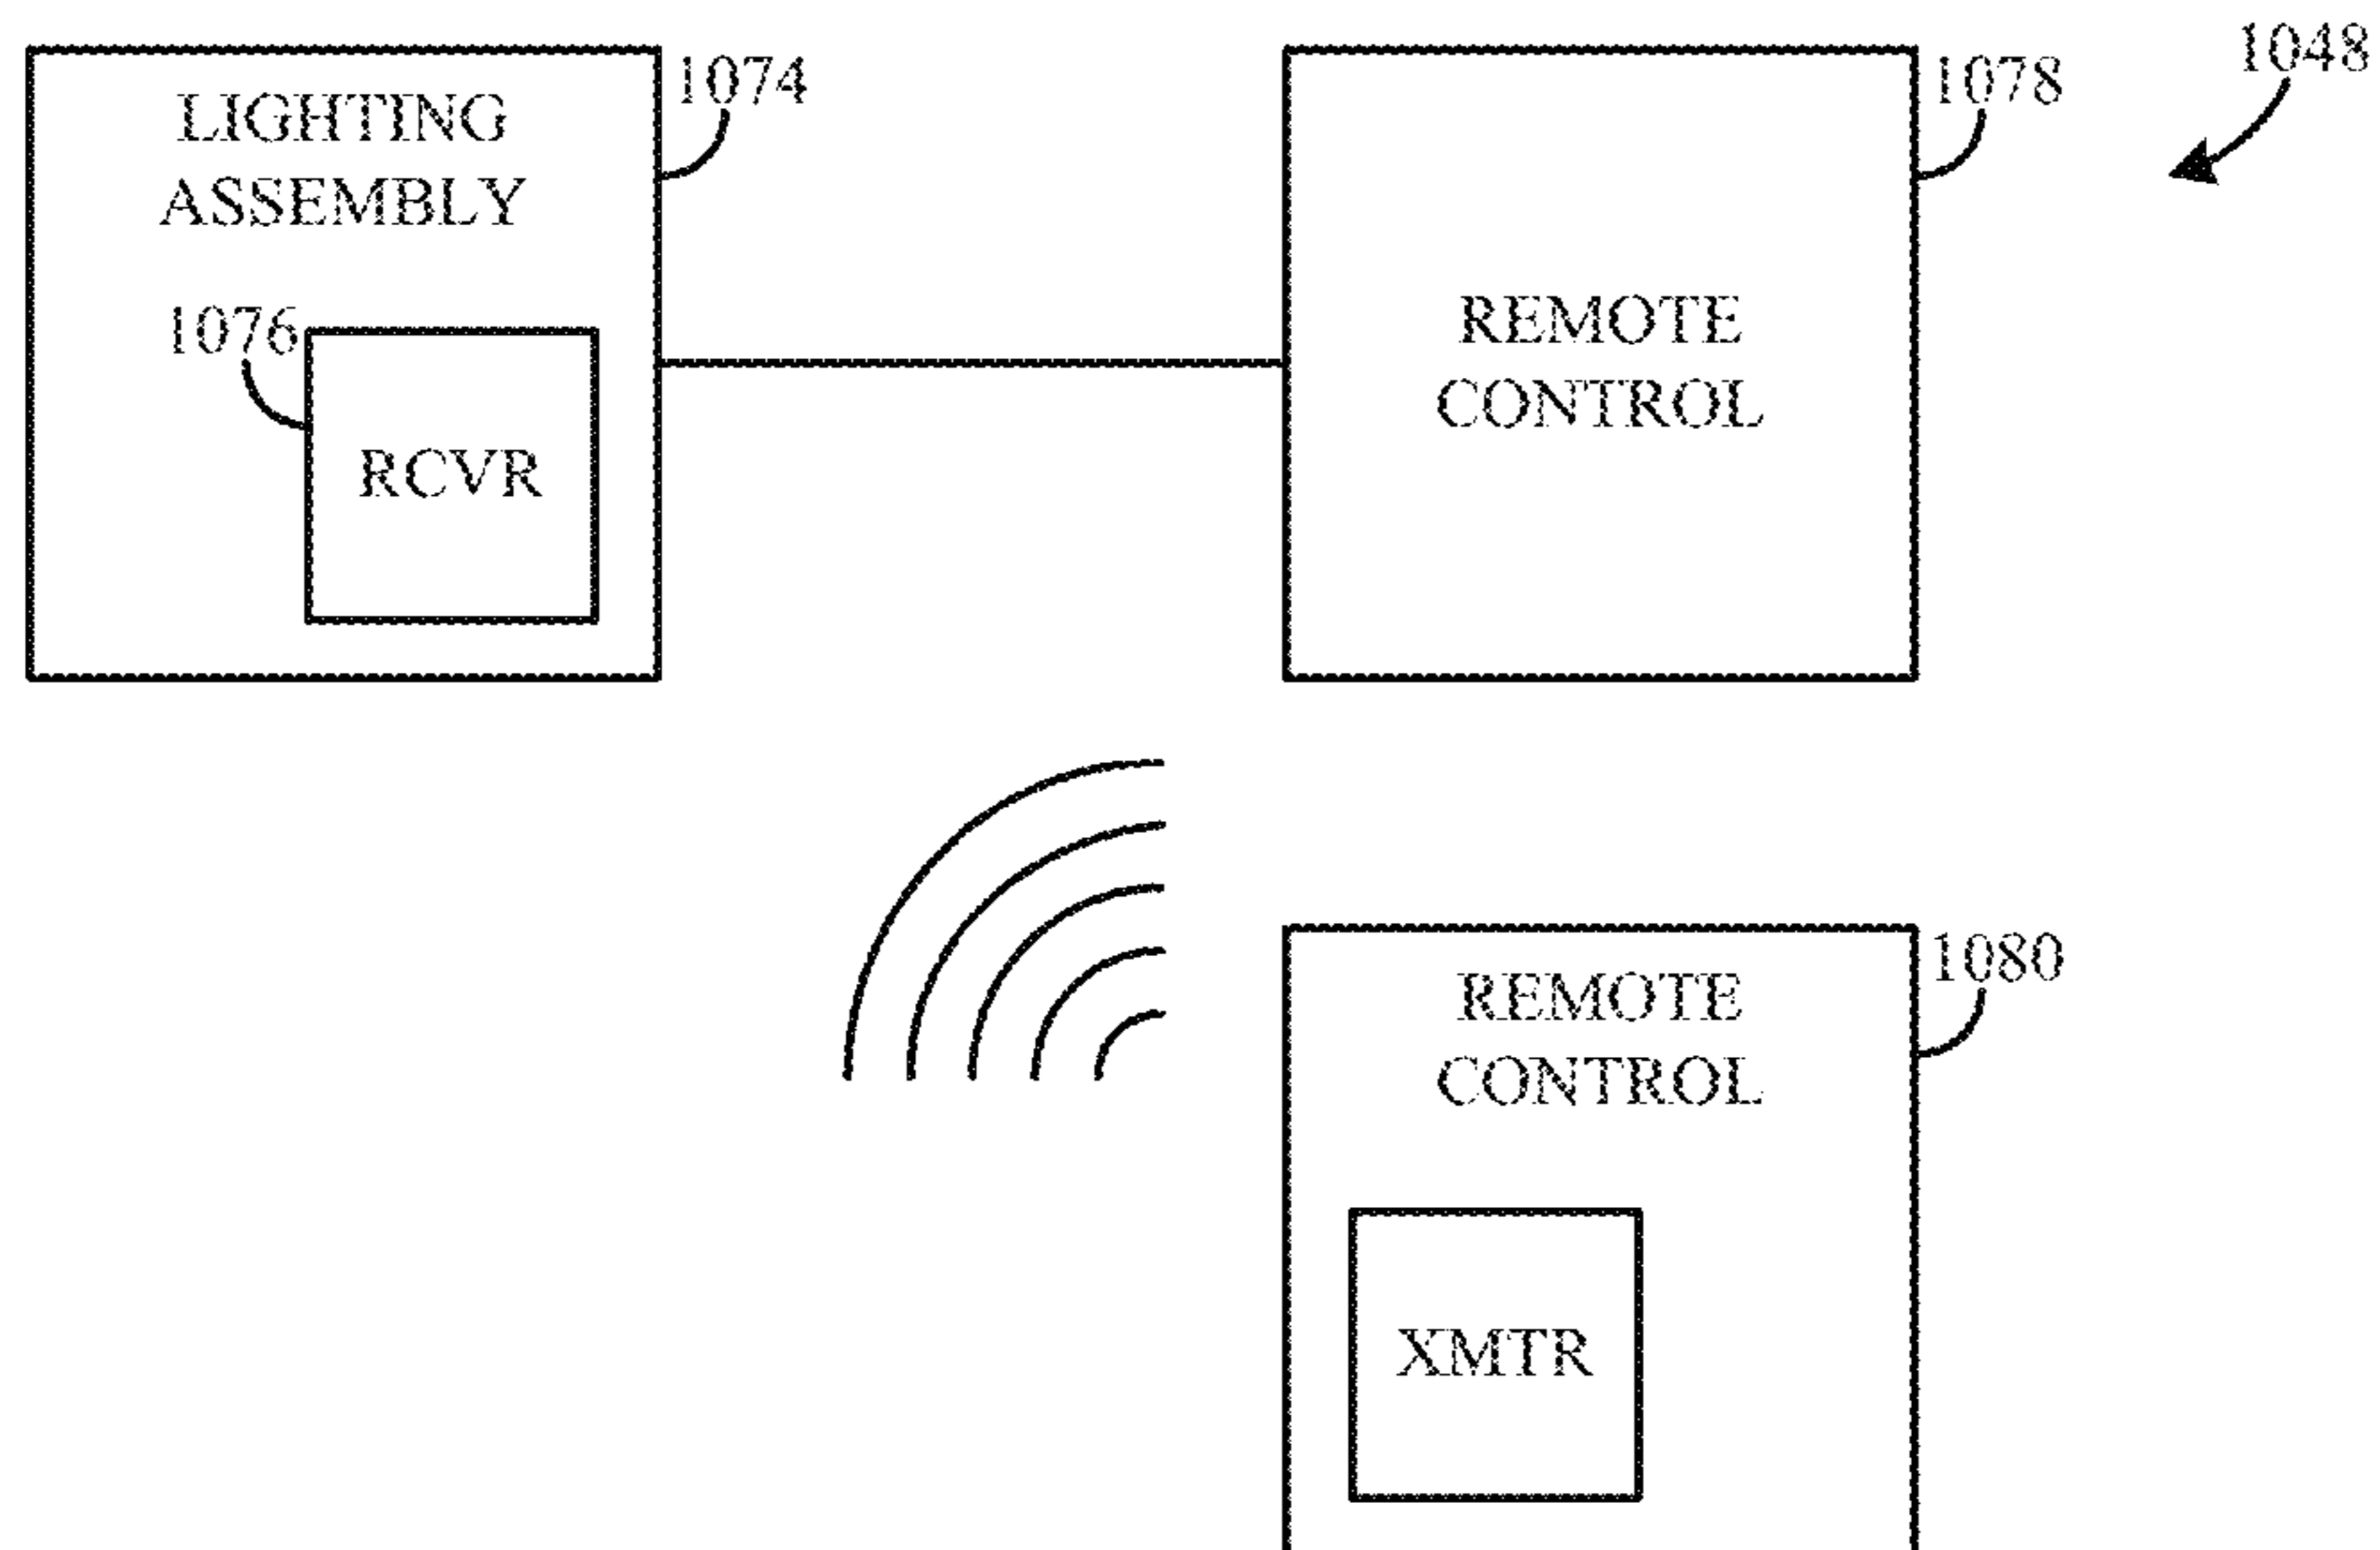 1048
1074
LIGHTING
ASSEMBLY
1076
RCVR
1078
REMOTE
CONTROL
1080
REMOTE
CONTROL
XMTR